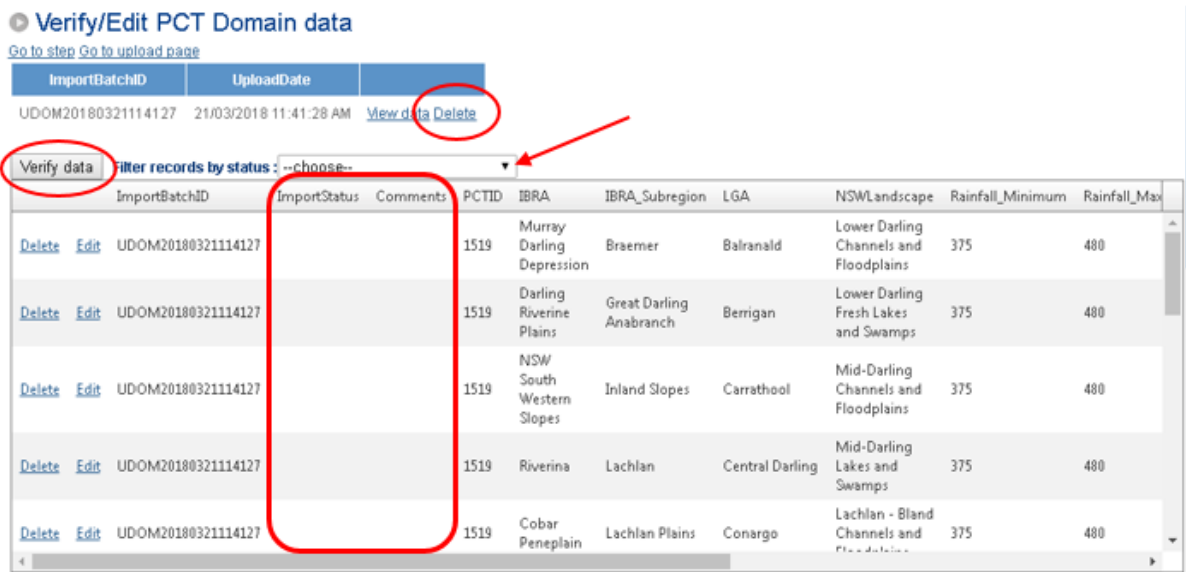 Verify/Edit PCT Domain data
Go to step Go to upload page
ImportBatchID UploadDate
UDOM20180321114127 21/03/2018 11:41:28 AM View data Delete
Verify data Filter records by status : --choose--
ImportBatchID ImportStatus Comments PCTID IBRA IBRA_Subregion LGA NSWLandscape Rainfall_Minimum Rainfall_Max
Delete Edit UDOM20180321114127 1519 Murray Darling Depression Braemer Balranald Lower Darling Channels and Floodplains 375 480
Delete Edit UDOM20180321114127 1519 Darling Riverine Plains Great Darling Anabranch Berrigan Lower Darling Fresh Lakes and Swamps 375 480
Delete Edit UDOM20180321114127 1519 NSW South Western Slopes Inland Slopes Carrathool Mid-Darling Channels and Floodplains 375 480
Delete Edit UDOM20180321114127 1519 Riverina Lachlan Central Darling Mid-Darling Lakes and Swamps 375 480
Delete Edit UDOM20180321114127 1519 Cobar Peneplain Lachlan Plains Conargo Lachlan - Bland Channels and 375 480